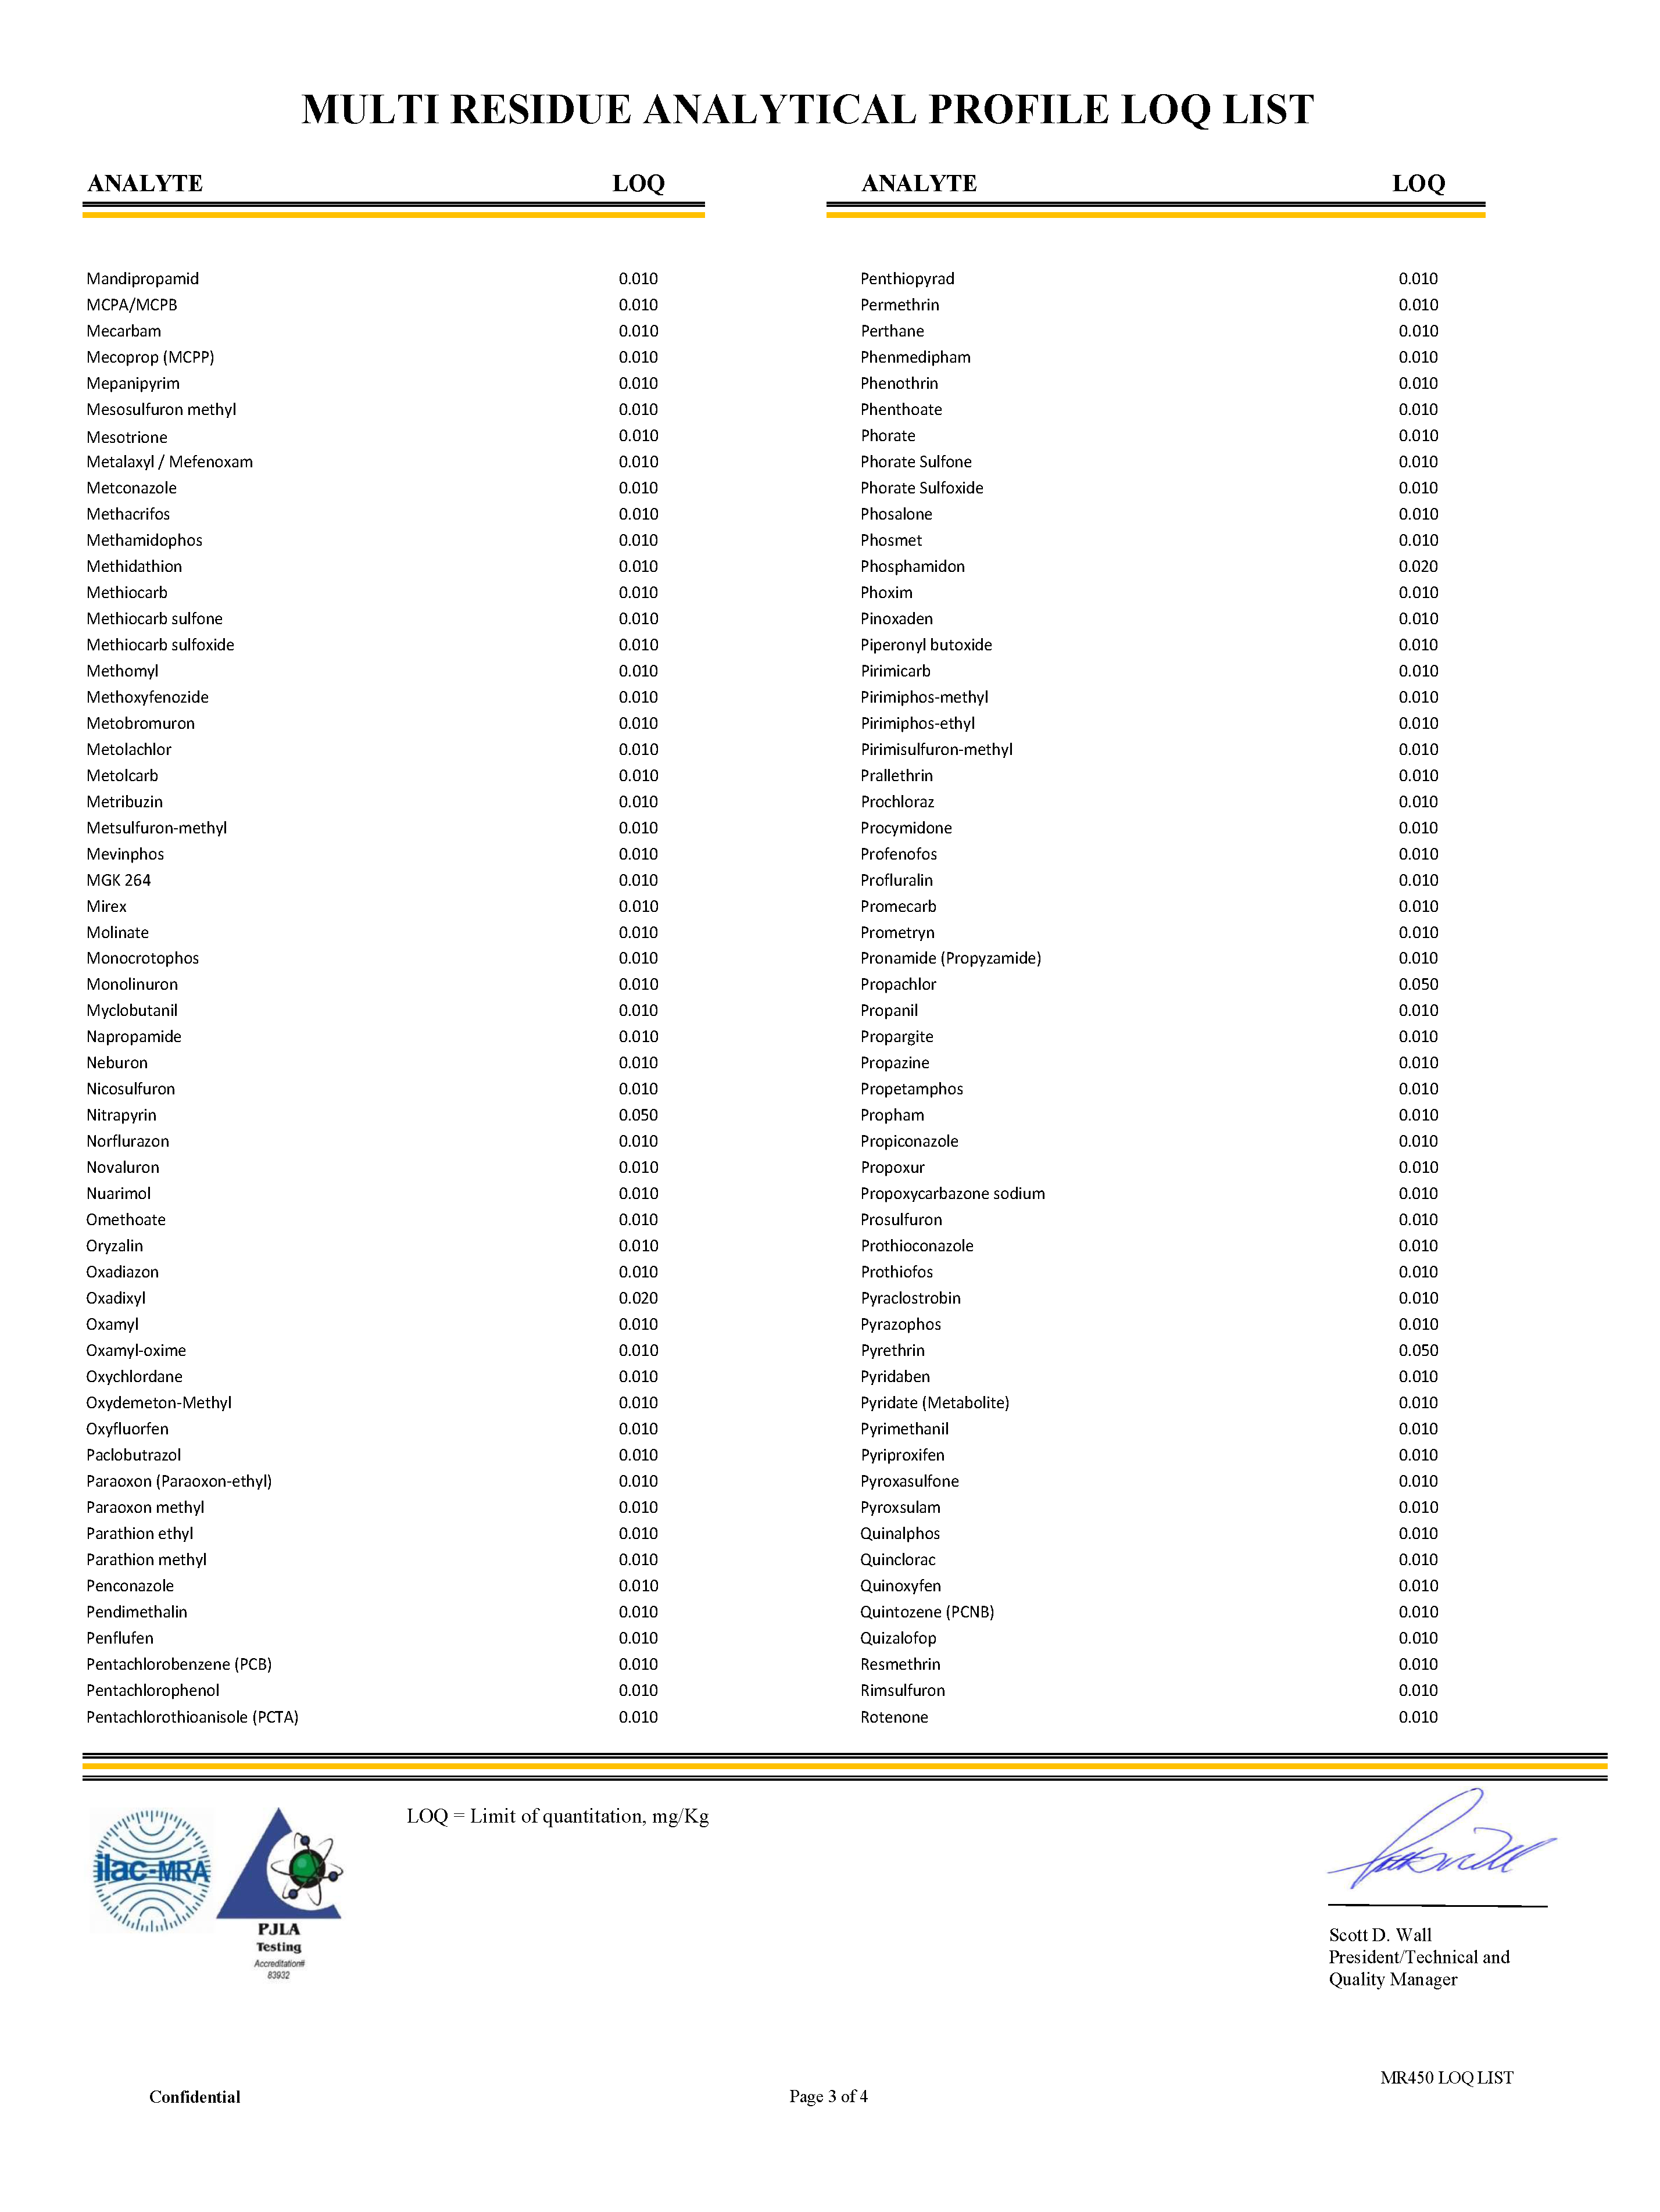 MULTI RESIDUE ANALYTICAL PROFILE LOQ LIST
ANALYTE LOQ ANALYTE LOQ
Mandipropamid 0.010 Penthiopyrad 0.010
MCPA/MCPB 0.010 Permethrin 0.010
Mecarbam 0.010 Perthane 0.010
Mecoprop (MCPP) 0.010 Phenmedipham 0.010
Mepanipyrim 0.010 Phenothrin 0.010
Mesosulfuron methyl 0.010 Phenthoate 0.010
Mesotrione 0.010 Phorate 0.010
Metalaxyl / Mefenoxam 0.010 Phorate Sulfone 0.010
Metconazole 0.010 Phorate Sulfoxide 0.010
Methacrifos 0.010 Phosalone 0.010
Methamidophos 0.010 Phosmet 0.010
Methidathion 0.010 Phosphamidon 0.020
Methiocarb 0.010 Phoxim 0.010
Methiocarb sulfone 0.010 Pinoxaden 0.010
Methiocarb sulfoxide 0.010 Piperonyl butoxide 0.010
Methomyl 0.010 Pirimicarb 0.010
Methoxyfenozide 0.010 Pirimiphos-methyl 0.010
Metobromuron 0.010 Pirimiphos-ethyl 0.010
Metolachlor 0.010 Pirimisulfuron-methyl 0.010
Metolcarb 0.010 Prallethrin 0.010
Metribuzin 0.010 Prochloraz 0.010
Metsulfuron-methyl 0.010 Procymidone 0.010
Mevinphos 0.010 Profenofos 0.010
MGK 264 0.010 Profluralin 0.010
Mirex 0.010 Promecarb 0.010
Molinate 0.010 Prometryn 0.010
Monocrotophos 0.010 Pronamide (Propyzamide) 0.010
Monolinuron 0.010 Propachlor 0.050
Myclobutanil 0.010 Propanil 0.010
Napropamide 0.010 Propargite 0.010
Neburon 0.010 Propazine 0.010
Nicosulfuron 0.010 Propetamphos 0.010
Nitrapyrin 0.050 Propham 0.010
Norflurazon 0.010 Propiconazole 0.010
Novaluron 0.010 Propoxur 0.010
Nuarimol 0.010 Propoxycarbazone sodium 0.010
Omethoate 0.010 Prosulfuron 0.010
Oryzalin 0.010 Prothioconazole 0.010
Oxadiazon 0.010 Prothiofos 0.010
Oxadixyl 0.020 Pyraclostrobin 0.010
Oxamyl 0.010 Pyrazophos 0.010
Oxamyl-oxime 0.010 Pyrethrin 0.050
Oxychlordane 0.010 Pyridaben 0.010
Oxydemeton-Methyl 0.010 Pyridate (Metabolite) 0.010
Oxyfluorfen 0.010 Pyrimethanil 0.010
Paclobutrazol 0.010 Pyriproxifen 0.010
Paraoxon (Paraoxon-ethyl) 0.010 Pyroxasulfone 0.010
Paraoxon methyl 0.010 Pyroxsulam 0.010
Parathion ethyl 0.010 Quinalphos 0.010
Parathion methyl 0.010 Quinclorac 0.010
Penconazole 0.010 Quinoxyfen 0.010
Pendimethalin 0.010 Quintozene (PCNB) 0.010
Penflufen 0.010 Quizalofop 0.010
Pentachlorobenzene (PCB) 0.010 Resmethrin 0.010
Pentachlorophenol 0.010 Rimsulfuron 0.010
Pentachlorothioanisole (PCTA) 0.010 Rotenone 0.010
LOQ = Limit of quantitation, mg/Kg
ilac-MRA
PJLA
Testing
Accreditation#
83932
Scott D. Wall
President/Technical and
Quality Manager
MR450 LOQ LIST
Confidential Page 3 of 4